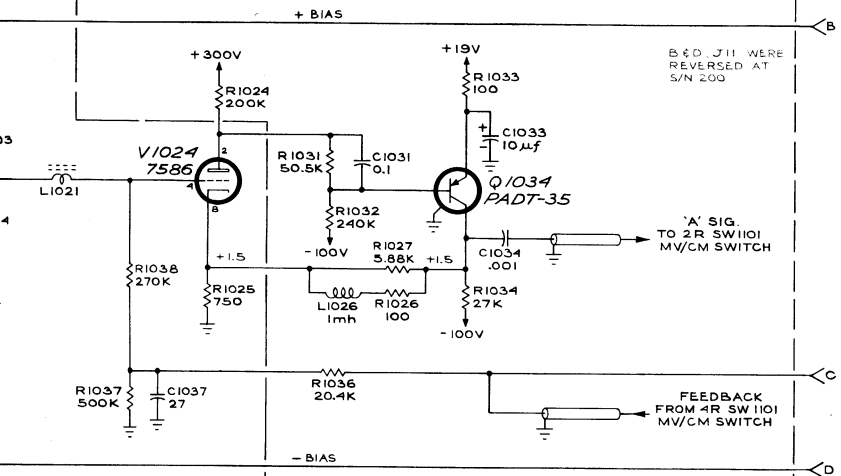 + BIAS
B
+300V
+19V
B & D, J11 WERE
REVERSED AT
S/N 200
R1024
200K
R1033
100
+
-
C1033
10µf
03
V1024
7586
2
4
8
R1031
50.5K
C1031
0.1
Q1034
PADT-35
L1021
4
R1032
240K
-100V
'A' SIG.
TO 2R SW1101
MV/CM SWITCH
C1034
.001
+1.5
R1027
5.88K
+1.5
R1038
270K
R1025
750
L1026
1mh
R1026
100
R1034
27K
-100V
C
R1037
500K
C1037
27
R1036
20.4K
FEEDBACK
FROM 4R SW1101
MV/CM SWITCH
- BIAS
D